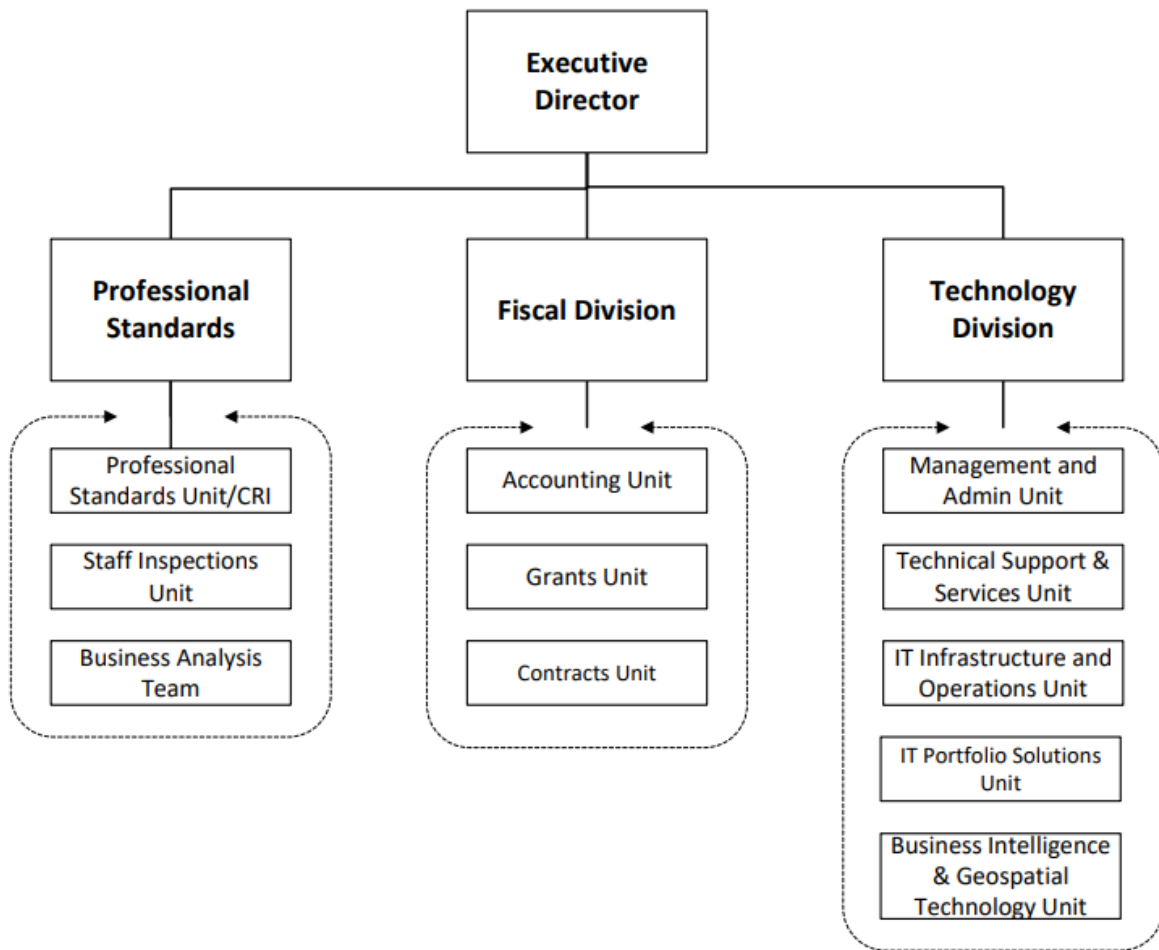 Executive
Director
Professional
Standards
Fiscal Division
Technology
Division
Professional
Standards Unit/CRI
Staff Inspections
Unit
Business Analysis
Team
Accounting Unit
Grants Unit
Contracts Unit
Management and
Admin Unit
Technical Support &
Services Unit
IT Infrastructure and
Operations Unit
IT Portfolio Solutions
Unit
Business Intelligence
& Geospatial
Technology Unit